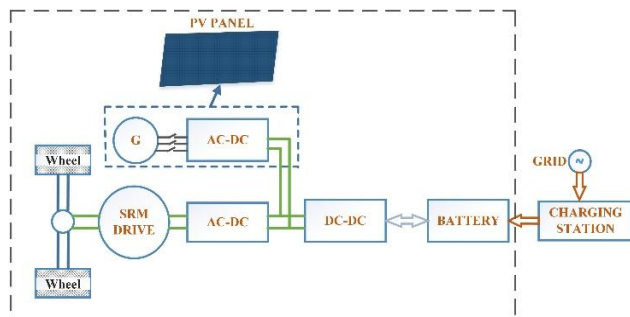 PV PANEL
G
AC-DC
Wheel
GRID
~
SRM
DRIVE
AC-DC
DC-DC
BATTERY
CHARGING
STATION
Wheel